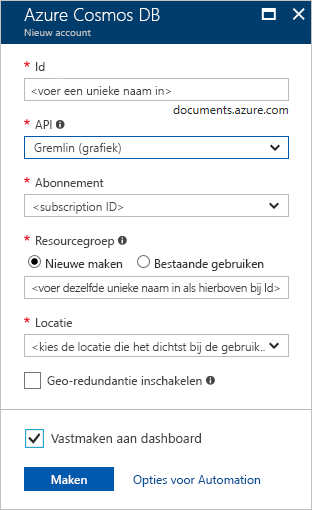 Azure Cosmos DB
Nieuw account
* Id
<voer een unieke naam in>
documents.azure.com
* API
Gremlin (grafiek)
* Abonnement
<subscription ID>
* Resourcegroep
Nieuwe maken Bestaande gebruiken
<voer dezelfde unieke naam in als hierboven bij Id>
* Locatie
<kies de locatie die het dichtst bij de gebruik..
Geo-redundantie inschakelen
Vastmaken aan dashboard
Maken Opties voor Automation